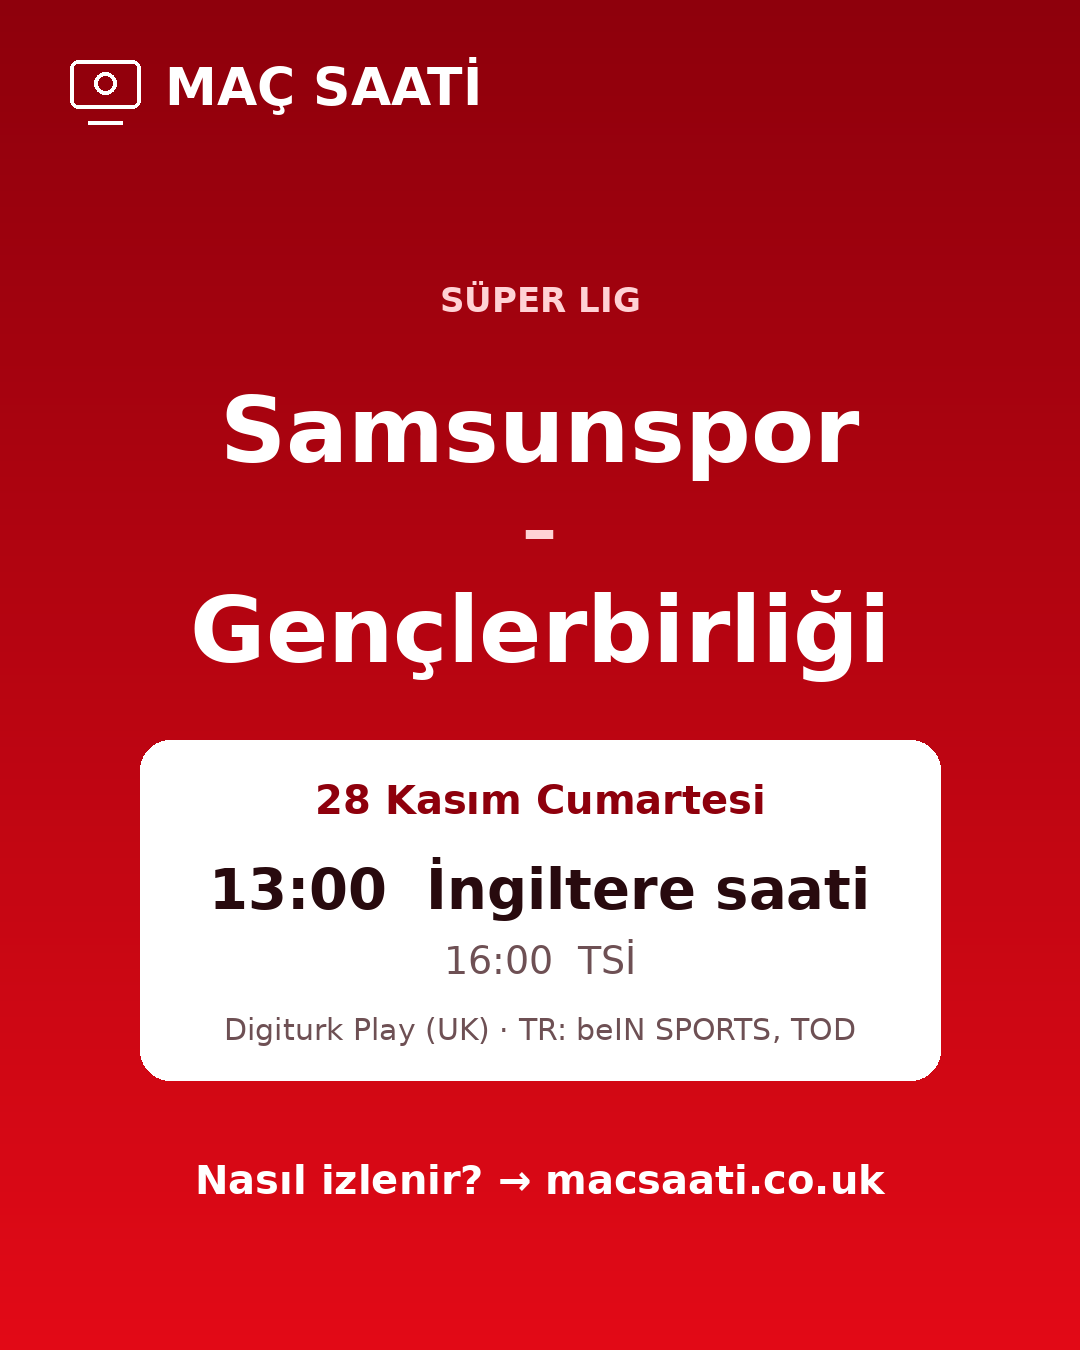 MAÇ SAATİ
SÜPER LIG
Samsunspor
–
Gençlerbirliği
28 Kasım Cumartesi
13:00 İngiltere saati
16:00 TSİ
Digiturk Play (UK) · TR: beIN SPORTS, TOD
Nasıl izlenir? → macsaati.co.uk